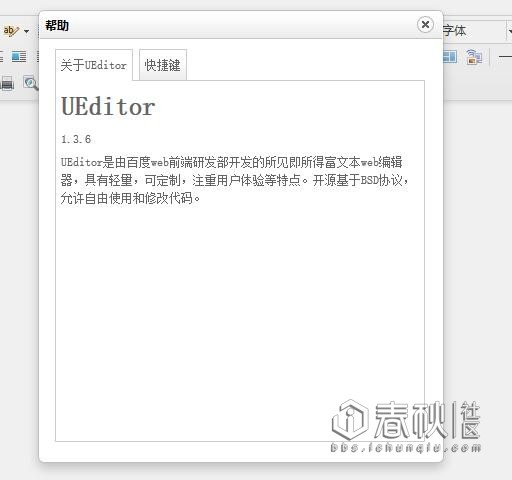 帮助
字体
关于UEditor
快捷键
UEditor
1.3.6
UEditor是由百度web前端研发部开发的所见即所得富文本web编辑
器，具有轻量，可定制，注重用户体验等特点。开源基于BSD协议，
允许自由使用和修改代码。
春秋社区
bbs.ichunqiu.com